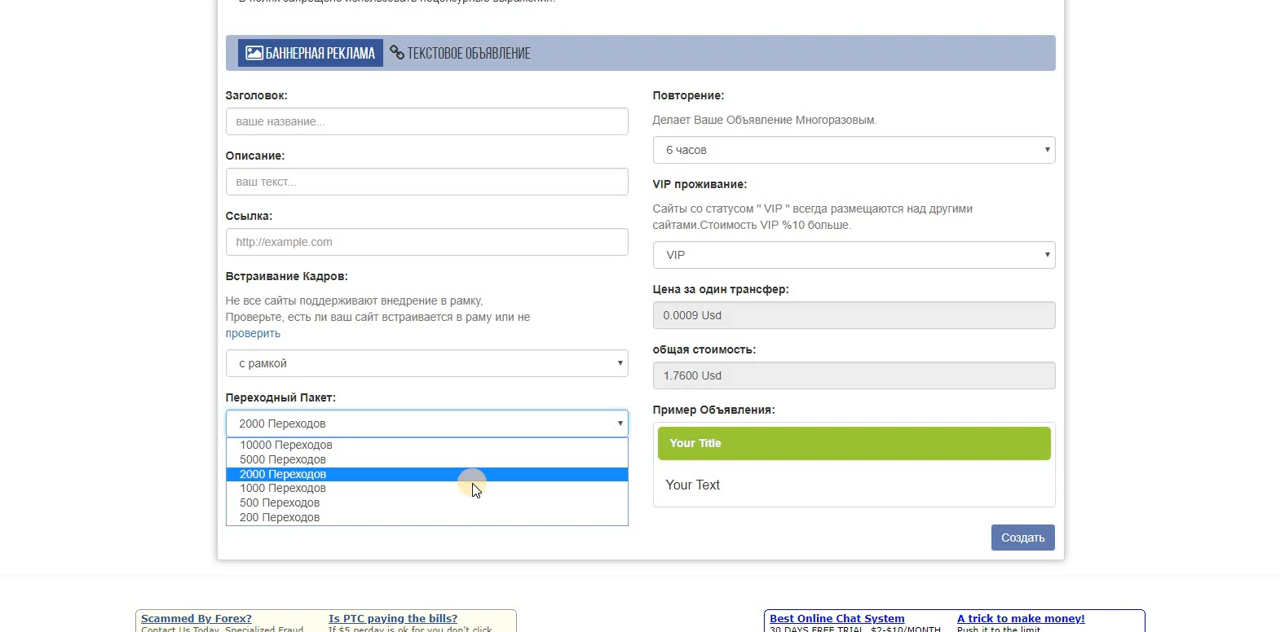 В полях запрещено использовать нецензурные выражения.
БАННЕРНАЯ РЕКЛАМА
ТЕКСТОВОЕ ОБЪЯВЛЕНИЕ
Заголовок:
ваше название...
Описание:
ваш текст...
Ссылка:
http://example.com
Встраивание Кадров:
Не все сайты поддерживают внедрение в рамку,
Проверьте, есть ли ваш сайт встраивается в раму или не
проверить
с рамкой
Переходный Пакет:
2000 Переходов
10000 Переходов
5000 Переходов
2000 Переходов
1000 Переходов
500 Переходов
200 Переходов
Повторение:
Делает Ваше Объявление Многоразовым.
6 часов
VIP проживание:
Сайты со статусом " VIP " всегда размещаются над другими
сайтами.Стоимость VIP %10 больше.
VIP
Цена за один трансфер:
0.0009 Usd
общая стоимость:
1.7600 Usd
Пример Объявления:
Your Title
Your Text
Создать
Scammed By Forex?
Contact Us Today, Specialized Fraud
Is PTC paying the bills?
If $5 perday is ok for you don't click
Best Online Chat System
30 DAYS FREE TRIAL, $2-$10/MONTH
A trick to make money!
Push it to the limit